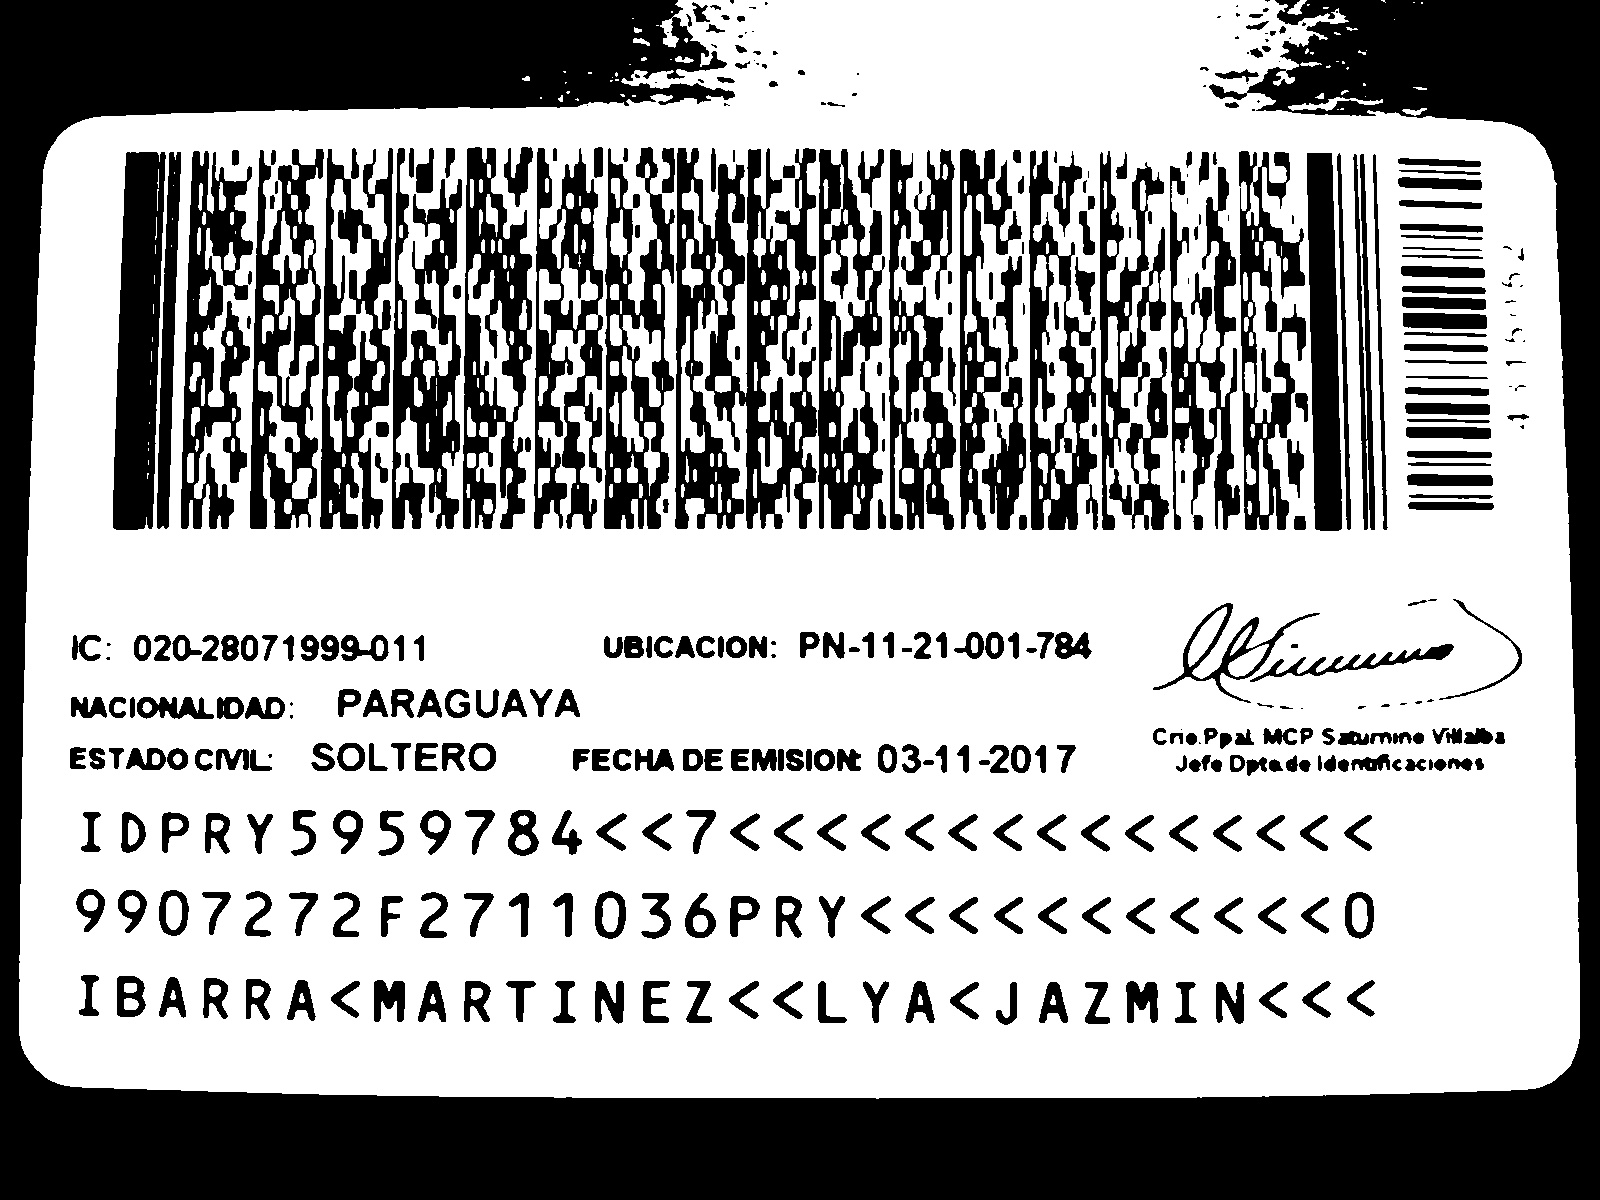 IC: 020-28071999-011
UBICACION: PN-11-21-001-784
NACIONALIDAD: PARAGUAYA
ESTADO CIVIL: SOLTERO FECHA DE EMISION: 03-11-2017
Crio.Ppal. MCP Saturnino Villalba
Jefe Dpto.de Identificaciones
IDPRY5959784<<7<<<<<<<<<<<<<<<
9907272F2711036PRY<<<<<<<<<<<0
IBARRA<MARTINEZ<<LYA<JAZMIN<<<